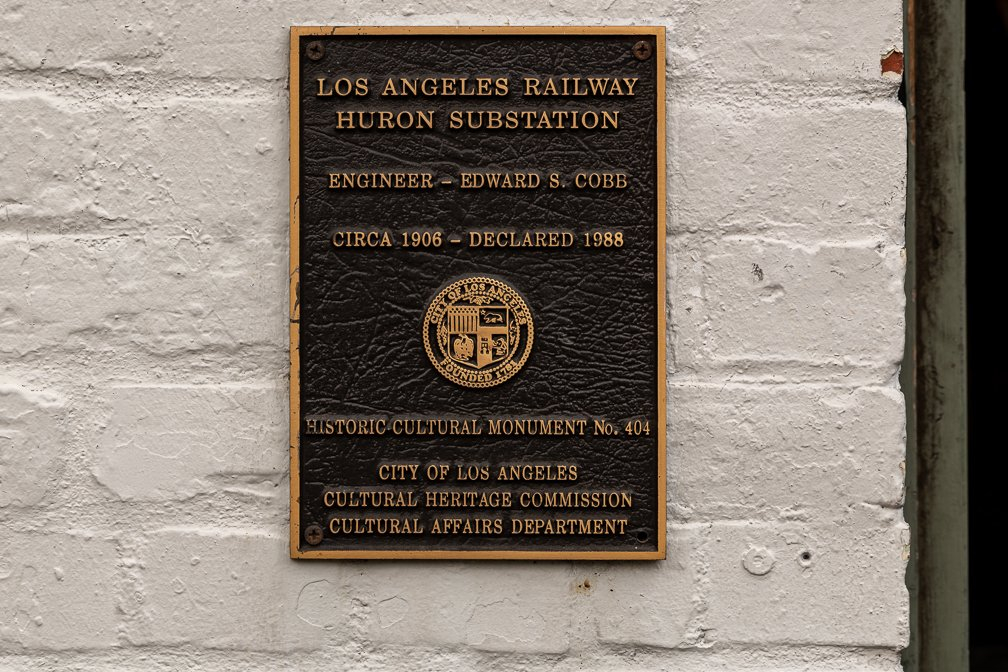 LOS ANGELES RAILWAY
HURON SUBSTATION
ENGINEER – EDWARD S. COBB
CIRCA 1906 – DECLARED 1988
CITY OF LOS ANGELES
FOUNDED 1781
HISTORIC-CULTURAL MONUMENT No. 404
CITY OF LOS ANGELES
CULTURAL HERITAGE COMMISSION
CULTURAL AFFAIRS DEPARTMENT